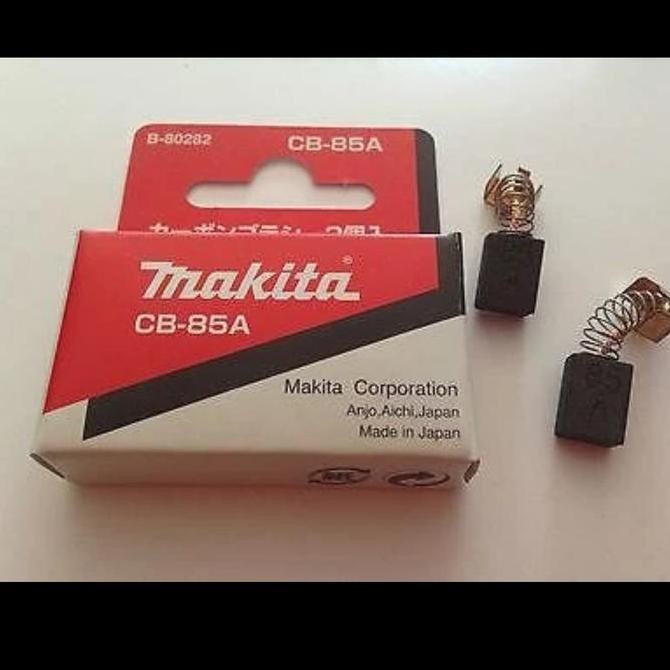 B-80282
CB-85A
カーボンブラシ 2個入
makita®
CB-85A
Makita Corporation
Anjo,Aichi,Japan
Made in Japan
85
A